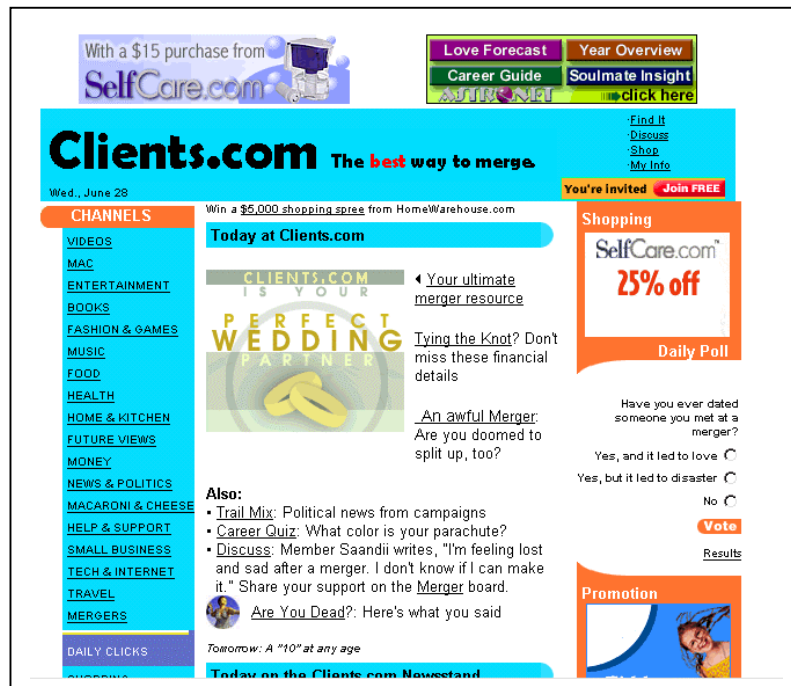 With a $15 purchase from
SelfCare.com
Love Forecast
Year Overview
Career Guide
Soulmate Insight
ASTRONET
click here
Clients.com The best way to merge.
·Find It
·Discuss
·Shop
·My Info
Wed., June 28
You're invited Join FREE
CHANNELS
VIDEOS
MAC
ENTERTAINMENT
BOOKS
FASHION & GAMES
MUSIC
FOOD
HEALTH
HOME & KITCHEN
FUTURE VIEWS
MONEY
NEWS & POLITICS
MACARONI & CHEESE
HELP & SUPPORT
SMALL BUSINESS
TECH & INTERNET
TRAVEL
MERGERS
DAILY CLICKS
Win a $5,000 shopping spree from HomeWarehouse.com
Today at Clients.com
CLIENTS.COM
IS YOUR
PERFECT
WEDDING
PARTNER
Your ultimate
merger resource
Tying the Knot? Don't
miss these financial
details
An awful Merger:
Are you doomed to
split up, too?
Also:
• Trail Mix: Political news from campaigns
• Career Quiz: What color is your parachute?
• Discuss: Member Saandii writes, "I'm feeling lost
and sad after a merger. I don't know if I can make
it." Share your support on the Merger board.
Are You Dead?: Here's what you said
Tomorrow: A "10" at any age
Today on the Clients.com Newsstand
Shopping
SelfCare.com™
25% off
Daily Poll
Have you ever dated
someone you met at a
merger?
Yes, and it led to love
Yes, but it led to disaster
No
Vote
Results
Promotion